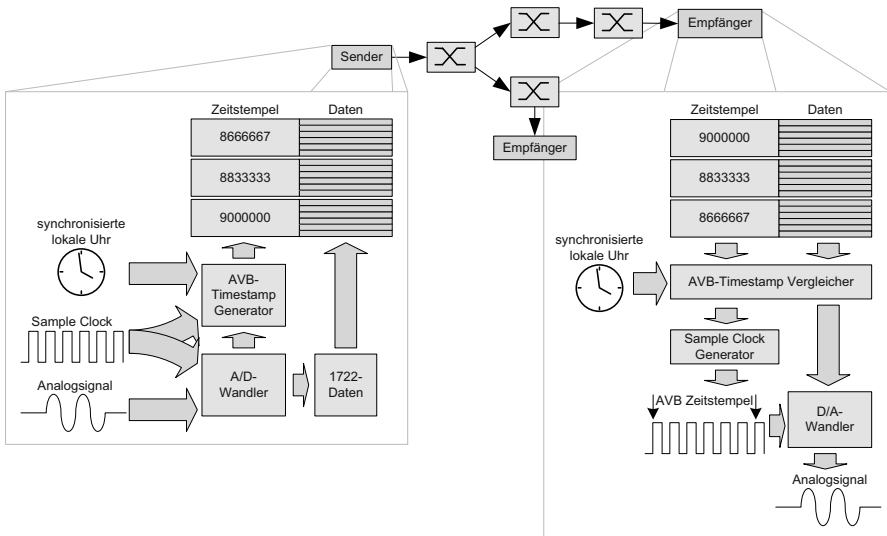 Sender
Empfänger
Empfänger
Zeitstempel Daten
8666667
8833333
9000000
synchronisierte
lokale Uhr
AVB-
Timestamp
Generator
Sample Clock
Analogsignal
A/D-
Wandler
1722-
Daten
Zeitstempel Daten
9000000
8833333
8666667
synchronisierte
lokale Uhr
AVB-Timestamp Vergleicher
Sample Clock
Generator
AVB Zeitstempel
D/A-
Wandler
Analogsignal